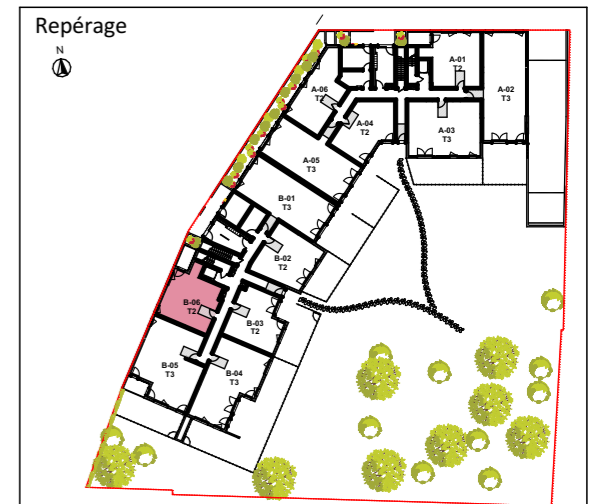 Repérage
N
A-01
T2
A-02
T3
A-06
T2
A-04
T2
A-03
T3
A-05
T3
B-01
T3
B-02
T2
B-06
T2
B-03
T2
B-05
T3
B-04
T3